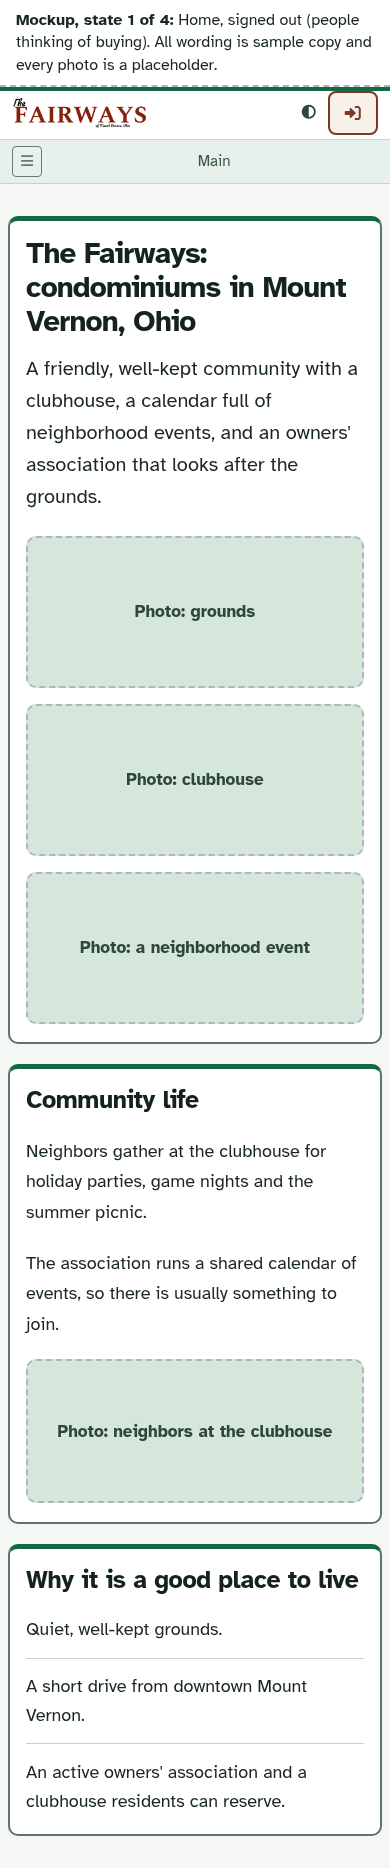 Mockup, state 1 of 4: Home, signed out (people
thinking of buying). All wording is sample copy and
every photo is a placeholder.
The
FAIRWAYS
of Mount Vernon, Ohio
Main
The Fairways:
condominiums in Mount
Vernon, Ohio
A friendly, well-kept community with a
clubhouse, a calendar full of
neighborhood events, and an owners'
association that looks after the
grounds.
Photo: grounds
Photo: clubhouse
Photo: a neighborhood event
Community life
Neighbors gather at the clubhouse for
holiday parties, game nights and the
summer picnic.
The association runs a shared calendar of
events, so there is usually something to
join.
Photo: neighbors at the clubhouse
Why it is a good place to live
Quiet, well-kept grounds.
A short drive from downtown Mount
Vernon.
An active owners' association and a
clubhouse residents can reserve.